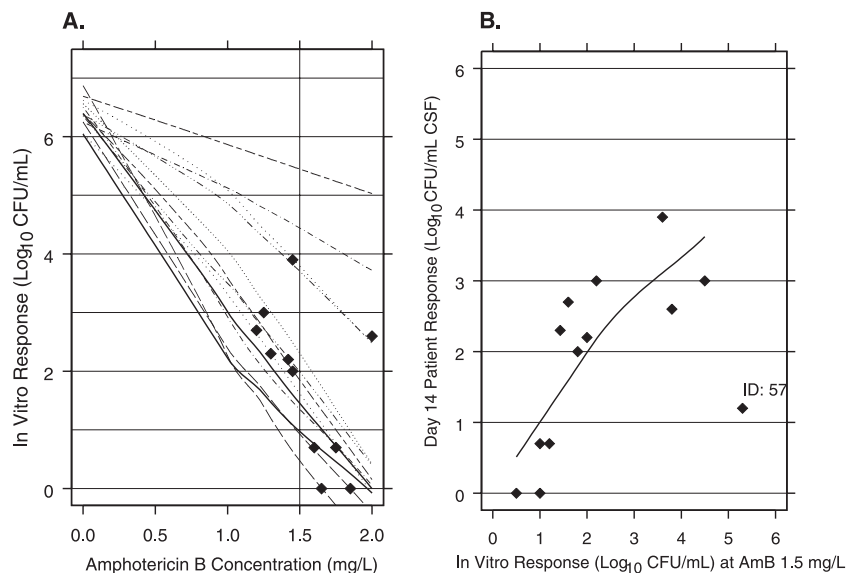 A.
In Vitro Response (Log10 CFU/mL)
6
4
2
0
0.0 0.5 1.0 1.5 2.0
Amphotericin B Concentration (mg/L)
B.
Day 14 Patient Response (Log10CFU/mL CSF)
6
5
4
3
2
1
0
ID: 57
0 1 2 3 4 5 6
In Vitro Response (Log10 CFU/mL) at AmB 1.5 mg/L